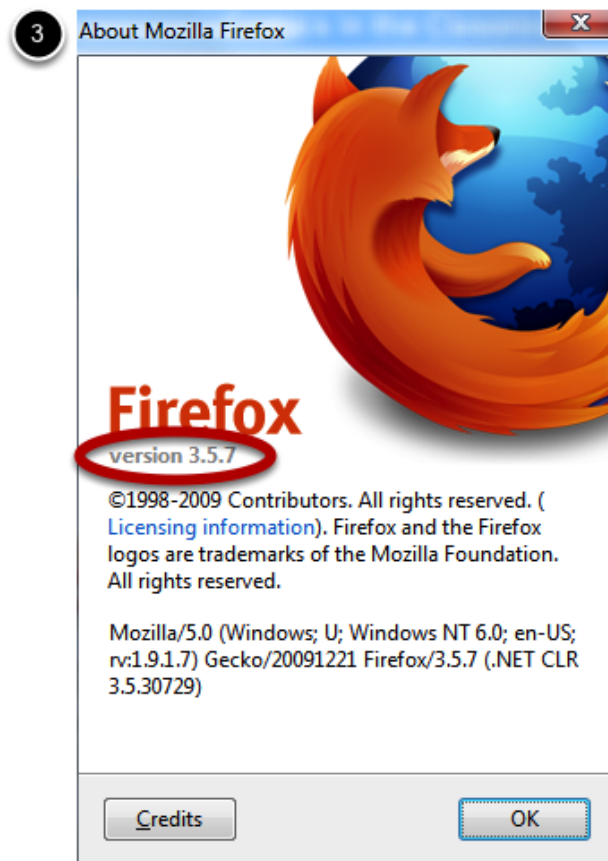 3
About Mozilla Firefox
X
Firefox
version 3.5.7
©1998-2009 Contributors. All rights reserved. (
Licensing information). Firefox and the Firefox
logos are trademarks of the Mozilla Foundation.
All rights reserved.
Mozilla/5.0 (Windows; U; Windows NT 6.0; en-US;
rv:1.9.1.7) Gecko/20091221 Firefox/3.5.7 (.NET CLR
3.5.30729)
Credits
OK